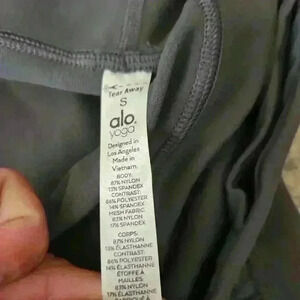 Tear Away
S
alo
yoga
Designed in
Los Angeles
Made in
Vietnam.
BODY:
87% NYLON
13% SPANDEX
CONTRAST:
86% POLYESTER
14% SPANDEX
MESH FABRIC
83% NYLON
17% SPANDEX
CORPS:
87% NYLON
13% ÉLASTHANNE
CONTRAST:
86% POLYESTER
14% ÉLASTHANNE
ÉTOFFE À
MAILLES:
83% NYLON
17% ÉLASTHANNE